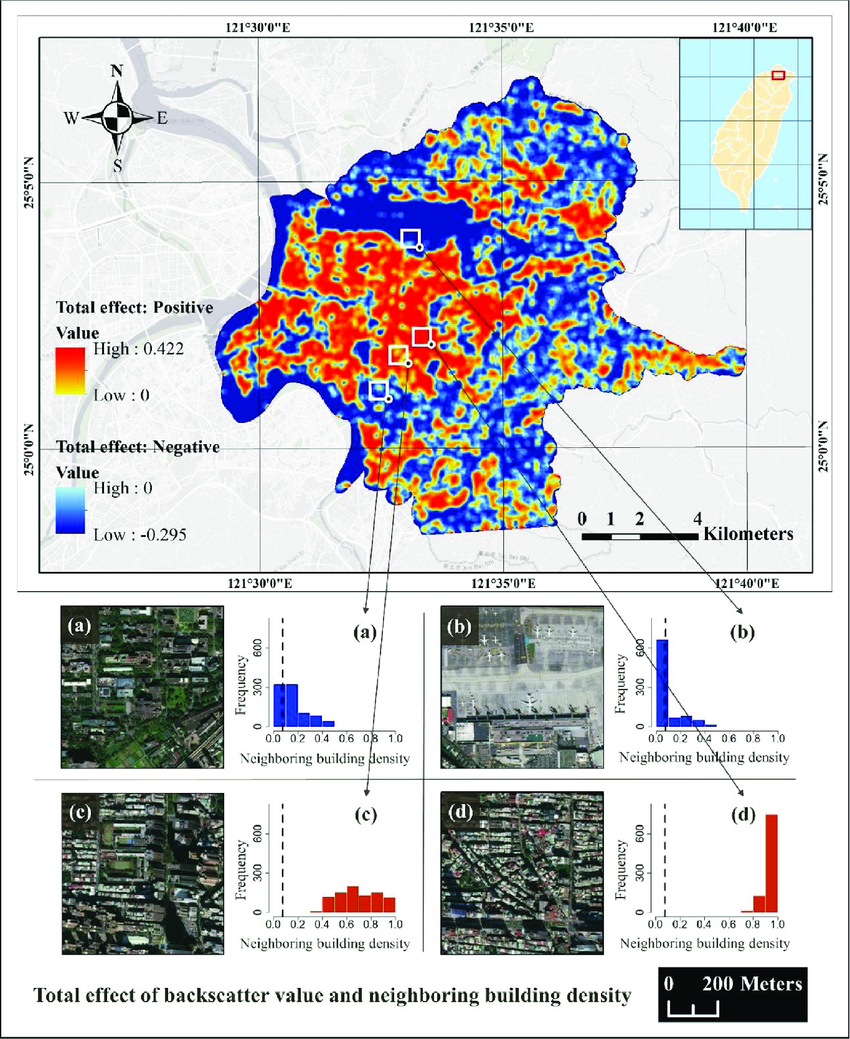 121°30'0"E 121°35'0"E 121°40'0"E
N
W E
S
25°5'0"N 25°5'0"N
Total effect: Positive
Value
High : 0.422
Low : 0
25°0'0"N 25°0'0"N
Total effect: Negative
Value
High : 0
Low : -0.295
0 1 2 4
Kilometers
121°30'0"E 121°35'0"E 121°40'0"E
(a) (a) (b) (b)
Frequency
600
300
0
0.0 0.2 0.4 0.6 0.8 1.0
Neighboring building density
Frequency
600
300
0
0.0 0.2 0.4 0.6 0.8 1.0
Neighboring building density
(c) (c) (d) (d)
Frequency
600
300
0
0.0 0.2 0.4 0.6 0.8 1.0
Neighboring building density
Frequency
600
300
0
0.0 0.2 0.4 0.6 0.8 1.0
Neighboring building density
Total effect of backscatter value and neighboring building density
0 200 Meters